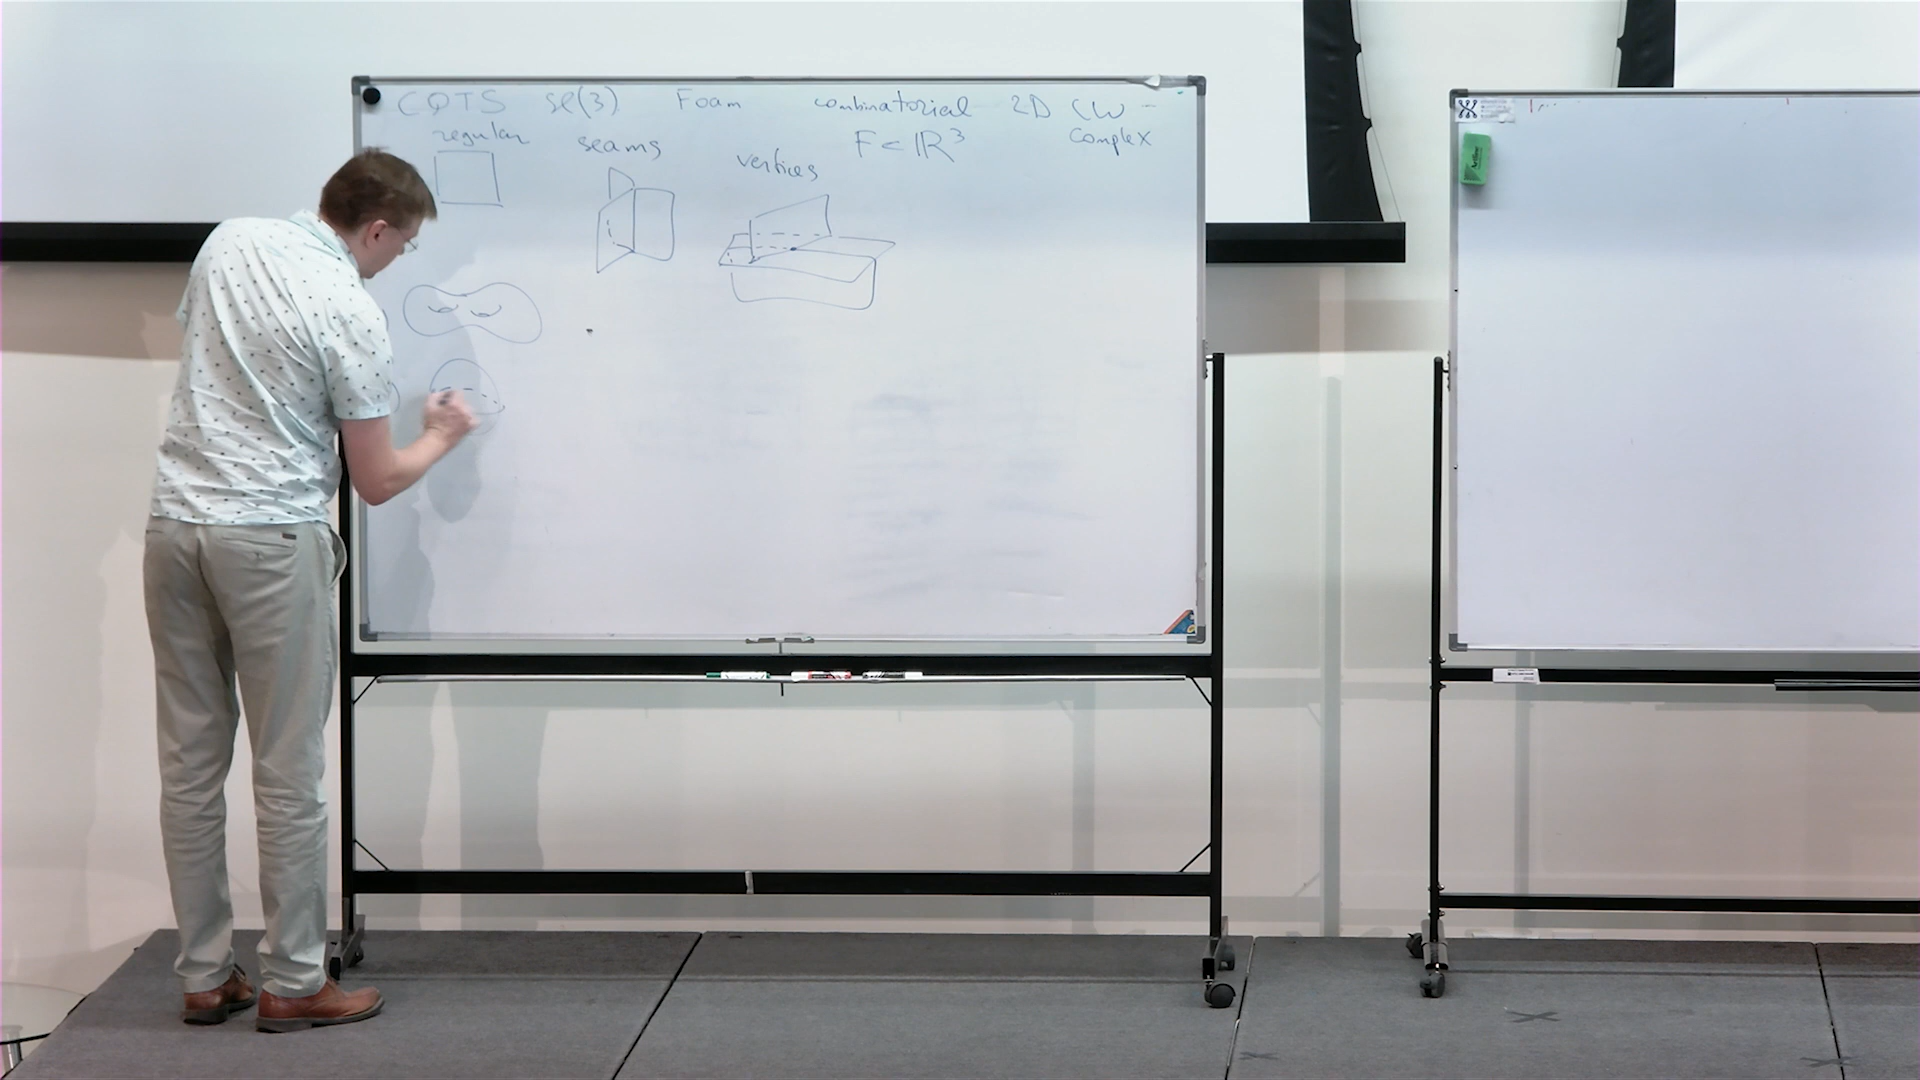 CQTS sl(3) Foam combinatorial 2D CW-
complex
regular seams vertices F ⊂ ℝ³